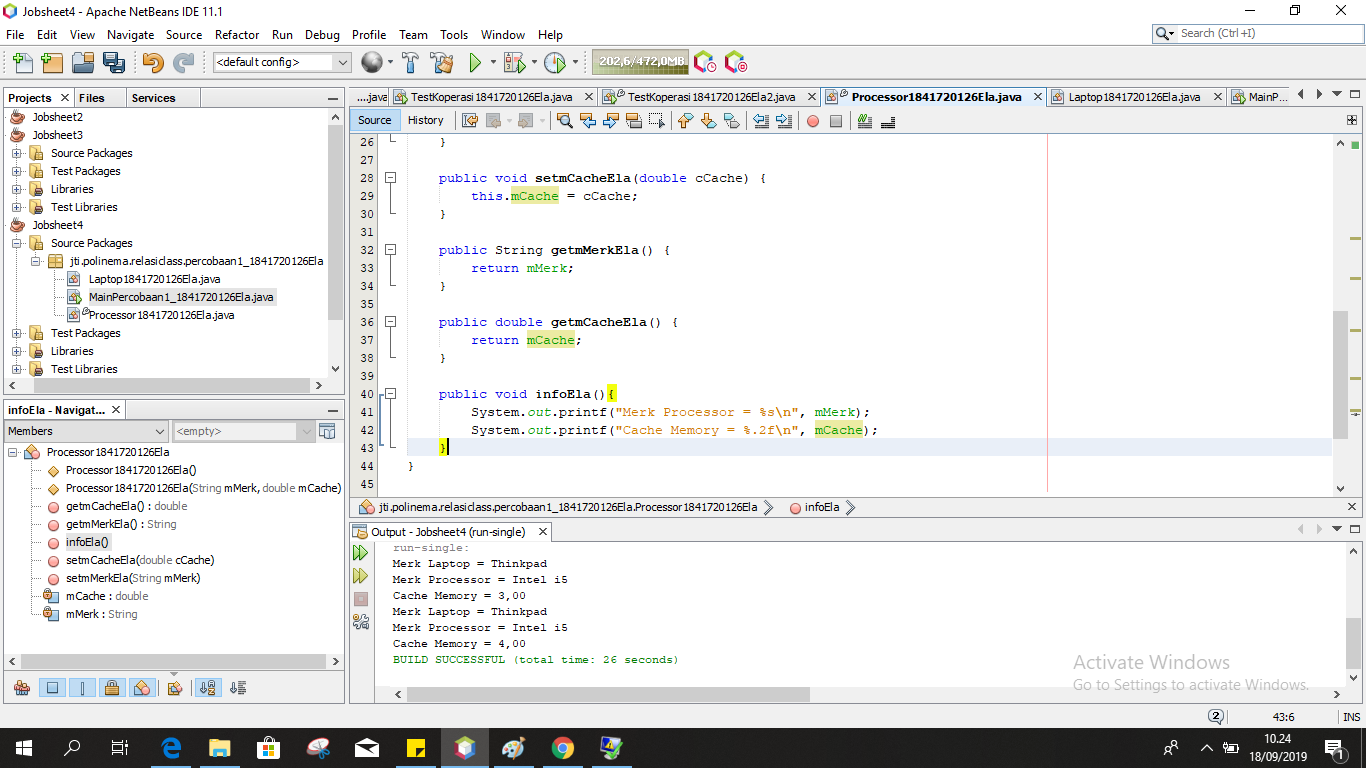 Jobsheet4 - Apache NetBeans IDE 11.1
File Edit View Navigate Source Refactor Run Debug Profile Team Tools Window Help
Search (Ctrl+I)
<default config>
202,6/472,0MB
Projects Files Services
Jobsheet2
Jobsheet3
Source Packages
Test Packages
Libraries
Test Libraries
Jobsheet4
Source Packages
jti.polinema.relasiclass.percobaan1_1841720126Ela
Laptop1841720126Ela.java
MainPercobaan1_1841720126Ela.java
Processor1841720126Ela.java
Test Packages
Libraries
Test Libraries
infoEla - Navigat...
Members <empty>
Processor1841720126Ela
Processor1841720126Ela()
Processor1841720126Ela(String mMerk, double mCache)
getmCacheEla() : double
getmMerkEla() : String
infoEla()
setmCacheEla(double cCache)
setmMerkEla(String mMerk)
mCache : double
mMerk : String
....java TestKoperasi1841720126Ela.java TestKoperasi1841720126Ela2.java Processor1841720126Ela.java Laptop1841720126Ela.java MainP...
Source History
26 }
27
28 public void setmCacheEla(double cCache) {
29 this.mCache = cCache;
30 }
31
32 public String getmMerkEla() {
33 return mMerk;
34 }
35
36 public double getmCacheEla() {
37 return mCache;
38 }
39
40 public void infoEla(){
41 System.out.printf("Merk Processor = %s\n", mMerk);
42 System.out.printf("Cache Memory = %.2f\n", mCache);
43 }
44 }
45
jti.polinema.relasiclass.percobaan1_1841720126Ela.Processor1841720126Ela infoEla
Output - Jobsheet4 (run-single)
run-single:
Merk Laptop = Thinkpad
Merk Processor = Intel i5
Cache Memory = 3,00
Merk Laptop = Thinkpad
Merk Processor = Intel i5
Cache Memory = 4,00
BUILD SUCCESSFUL (total time: 26 seconds)
Activate Windows
Go to Settings to activate Windows.
2 43:6 INS
10.24
18/09/2019
1